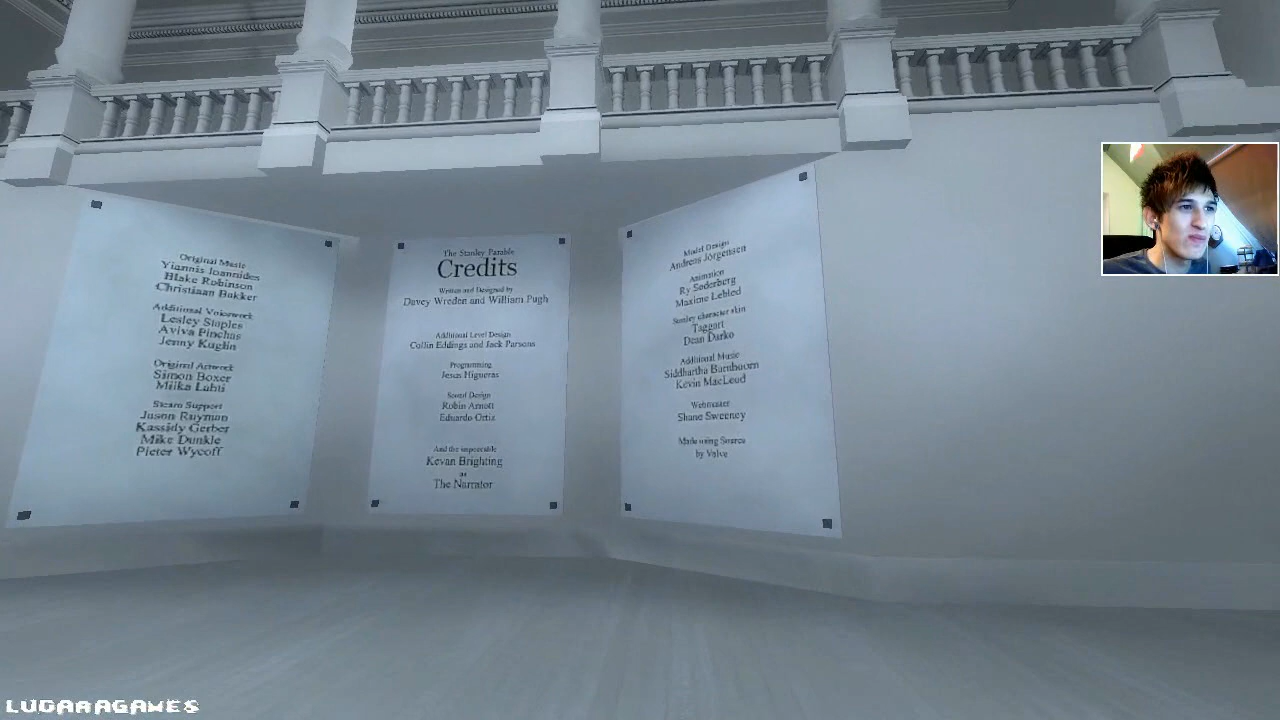 Original Music
Yiannis Ioannides
Blake Robinson
Christiaan Bakker
Additional Voicework
Lesley Staples
Aviva Pinchas
Jenny Kuglin
Original Artwork
Simon Boxer
Miika Lahti
Steam Support
Jason Ruymen
Kassidy Gerber
Mike Dunkle
Pieter Wycoff
The Stanley Parable
Credits
Written and Designed by
Davey Wreden and William Pugh
Additional Level Design
Collin Eddings and Jack Parsons
Programming
Jesús Higueras
Sound Design
Robin Arnott
Eduardo Ortiz
And the impeccable
Kevan Brighting
as
The Narrator
Model Design
Andreas Jörgensen
Animation
Ry Soderberg
Maxime Lebled
Stanley character skin
Taggart
Dean Darko
Additional Music
Siddhartha Barnhoorn
Kevin MacLeod
Webmaster
Shane Sweeney
Made using Source
by Valve
LUGARAGAMES